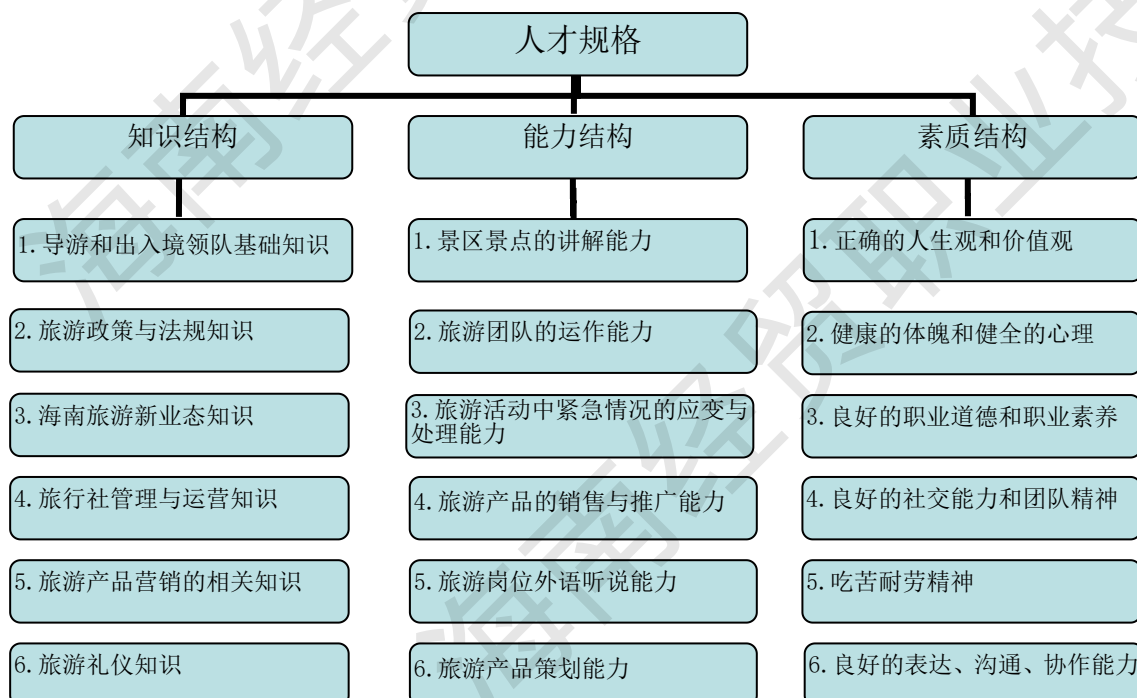 人才规格
知识结构
能力结构
素质结构
1.导游和出入境领队基础知识
2.旅游政策与法规知识
3.海南旅游新业态知识
4.旅行社管理与运营知识
5.旅游产品营销的相关知识
6.旅游礼仪知识
1.景区景点的讲解能力
2.旅游团队的运作能力
3.旅游活动中紧急情况的应变与
处理能力
4.旅游产品的销售与推广能力
5.旅游岗位外语听说能力
6.旅游产品策划能力
1.正确的人生观和价值观
2.健康的体魄和健全的心理
3.良好的职业道德和职业素养
4.良好的社交能力和团队精神
5.吃苦耐劳精神
6.良好的表达、沟通、协作能力
海南经贸职业技